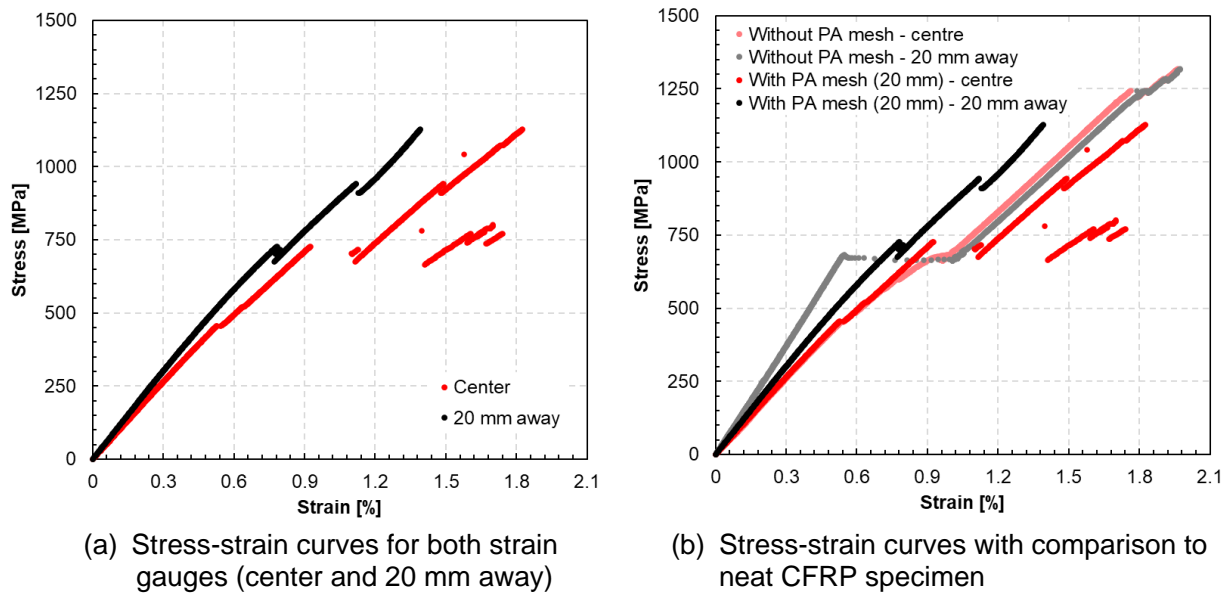 1500
1250
1000
750
500
250
0
Stress [MPa]
0 0.3 0.6 0.9 1.2 1.5 1.8 2.1
Strain [%]
Center
20 mm away
(a) Stress-strain curves for both strain
gauges (center and 20 mm away)
1500
1250
1000
750
500
250
0
Stress [MPa]
0 0.3 0.6 0.9 1.2 1.5 1.8 2.1
Strain [%]
Without PA mesh - centre
Without PA mesh - 20 mm away
With PA mesh (20 mm) - centre
With PA mesh (20 mm) - 20 mm away
(b) Stress-strain curves with comparison to
neat CFRP specimen